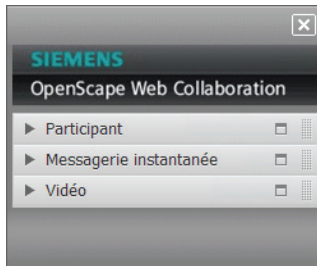 SIEMENS
OpenScape Web Collaboration
Participant
Messagerie instantanée
Vidéo